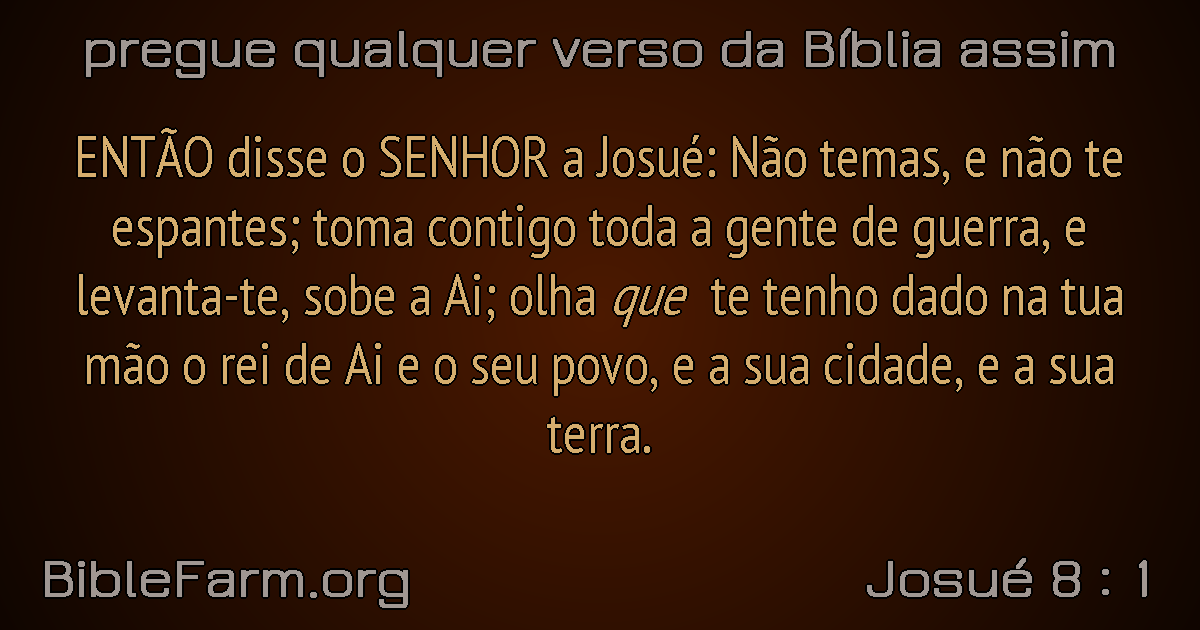 pregue qualquer verso da Bíblia assim
ENTÃO disse o SENHOR a Josué: Não temas, e não te
espantes; toma contigo toda a gente de guerra, e
levanta-te, sobe a Ai; olha que te tenho dado na tua
mão o rei de Ai e o seu povo, e a sua cidade, e a sua
terra.
BibleFarm.org
Josué 8 : 1